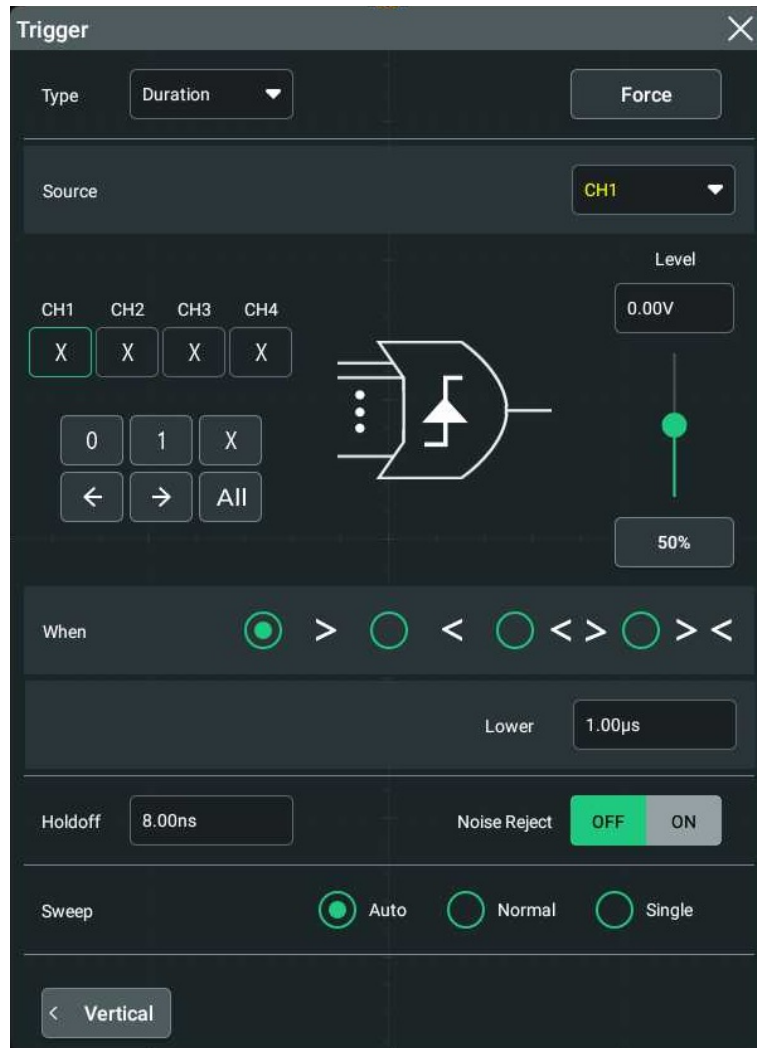 Trigger
Type Duration Force
Source CH1
Level
CH1 CH2 CH3 CH4 0.00V
X X X X
0 1 X
← → All
50%
When > < < > > <
Lower 1.00µs
Holdoff 8.00ns Noise Reject OFF ON
Sweep Auto Normal Single
< Vertical